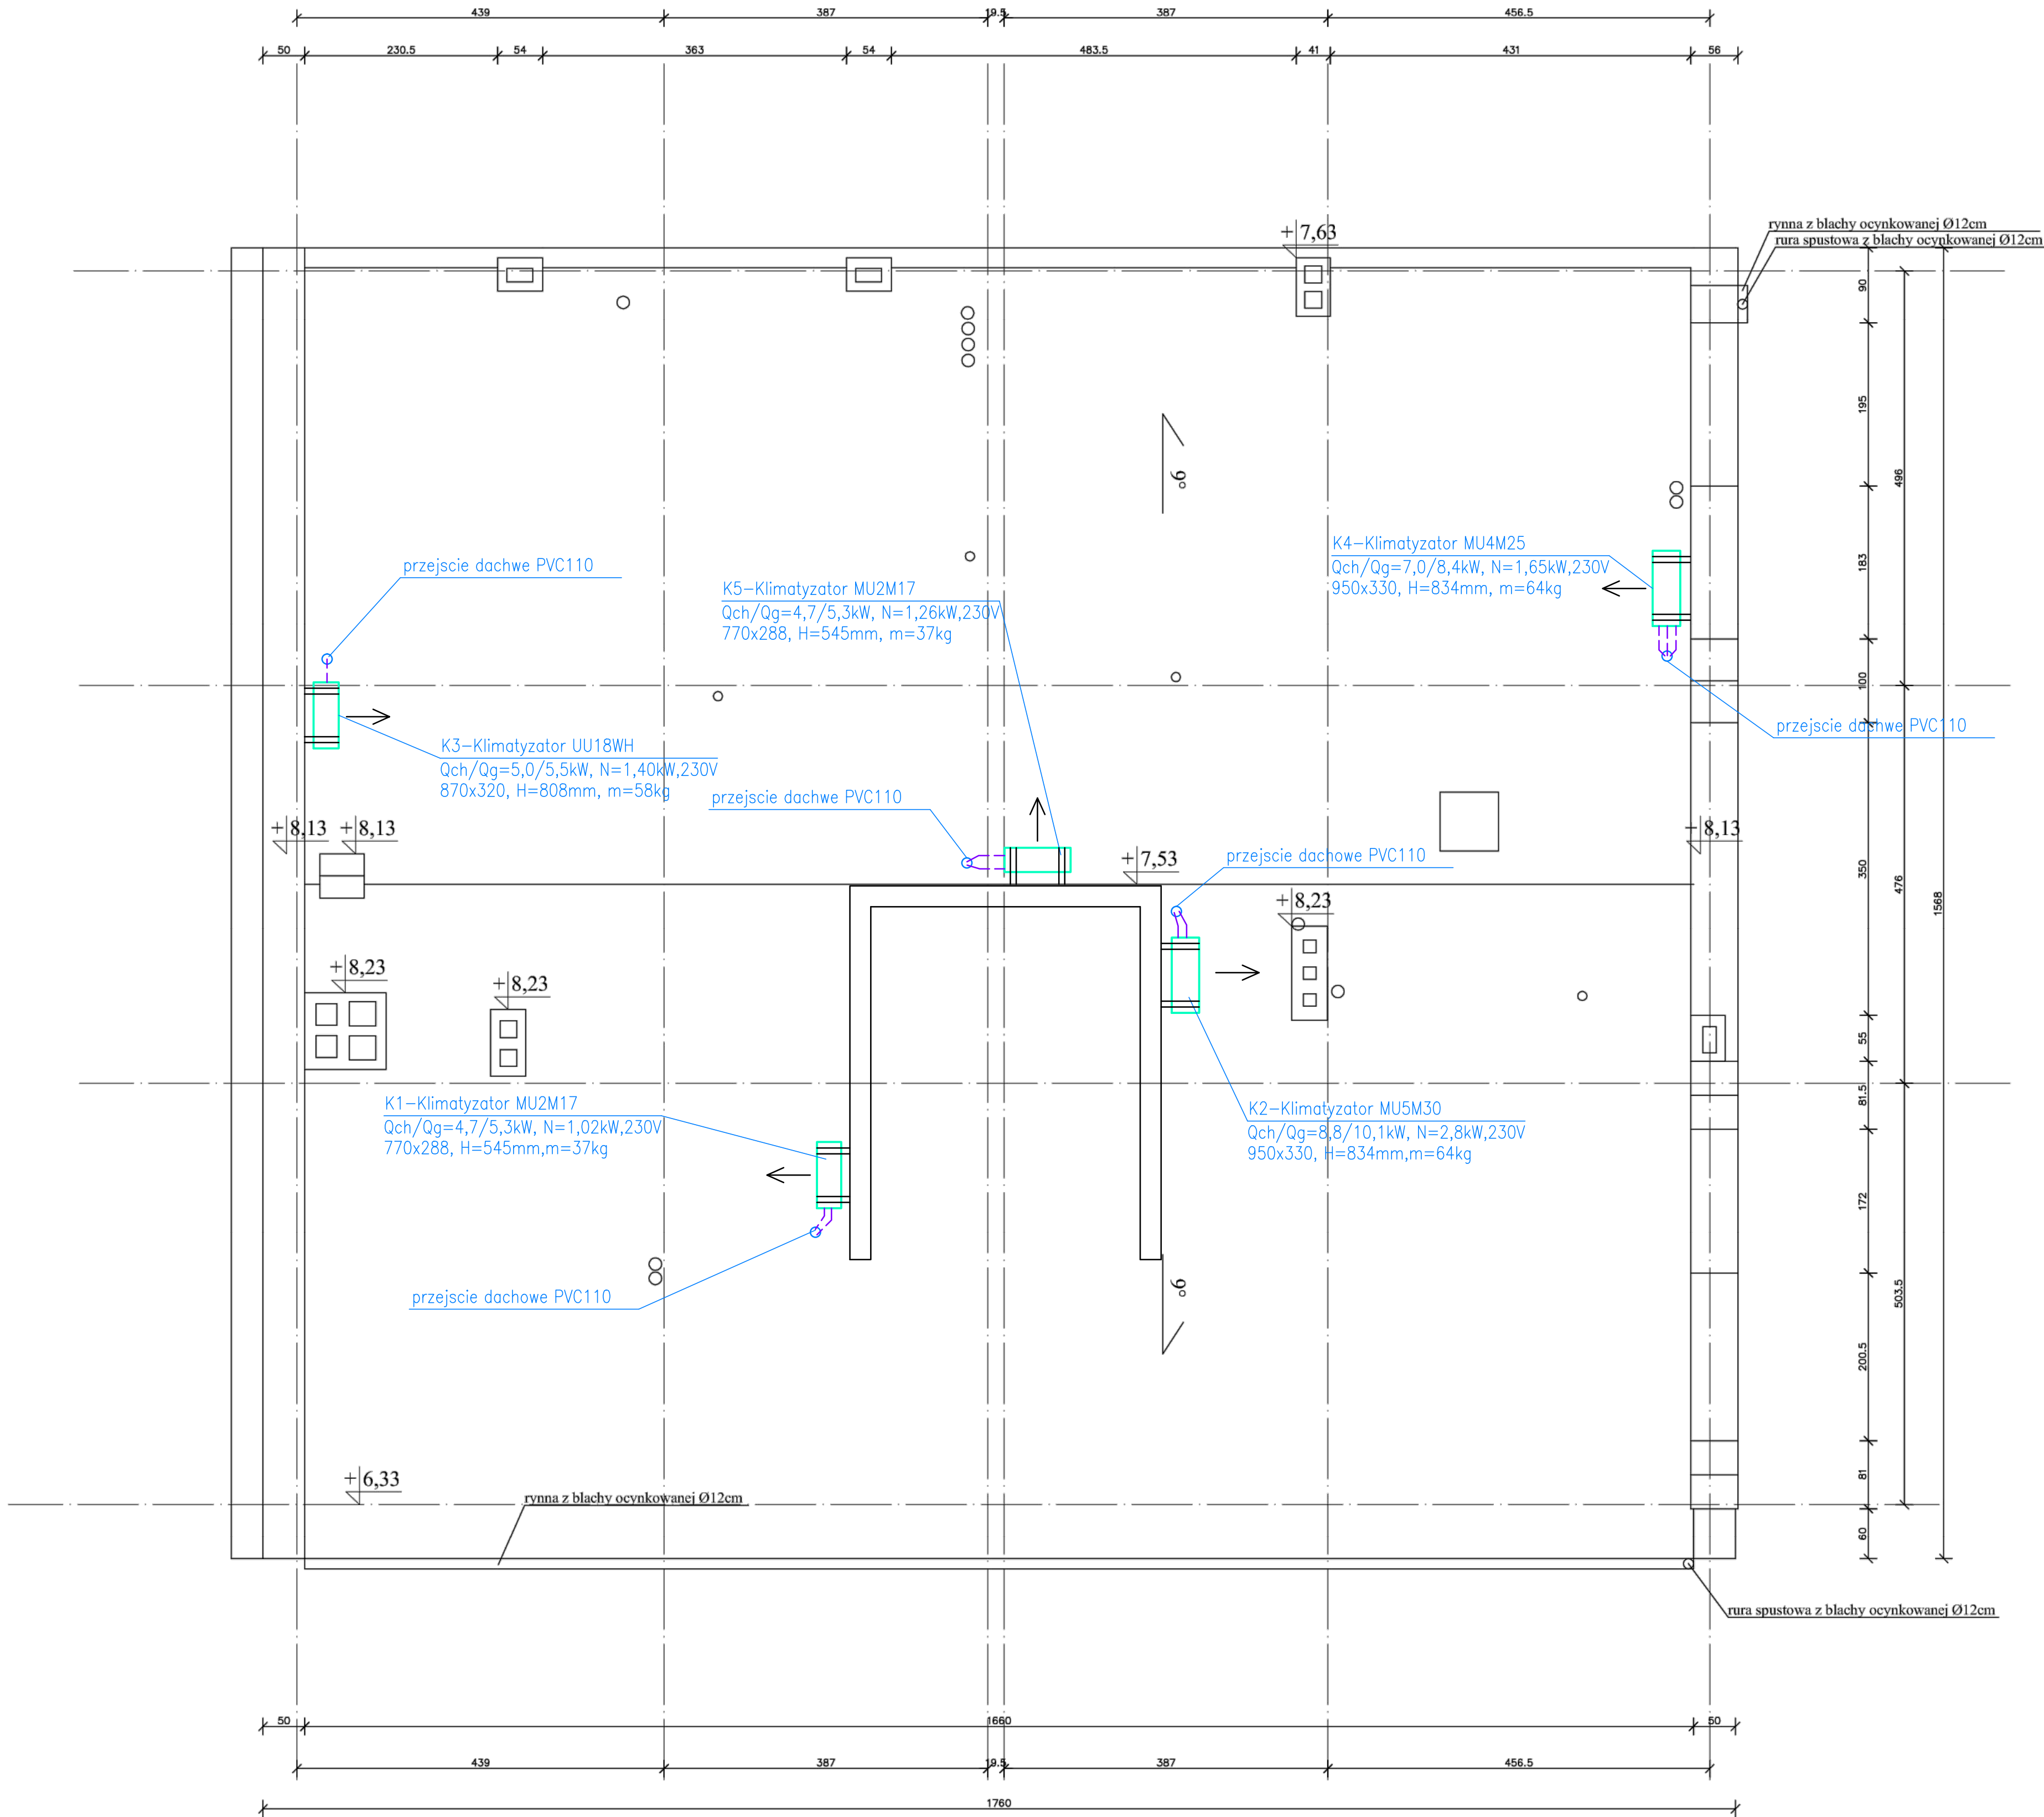 439 387 19.5 387 456.5
50 230.5 54 363 54 483.5 41 431 56
+7,63
rynna z blachy ocynkowanej Ø12cm
rura spustowa z blachy ocynkowanej Ø12cm
90
195
496
6°
183
K4-Klimatyzator MU4M25
Qch/Qg=7,0/8,4kW, N=1,65kW,230V
950x330, H=834mm, m=64kg
przejscie dachwe PVC110
K5-Klimatyzator MU2M17
Qch/Qg=4,7/5,3kW, N=1,26kW,230V
770x288, H=545mm, m=37kg
100
przejscie dachwe PVC110
K3-Klimatyzator UU18WH
Qch/Qg=5,0/5,5kW, N=1,40kW,230V
870x320, H=808mm, m=58kg
przejscie dachwe PVC110
+8,13
+8,13
+8,13
+7,53
przejscie dachowe PVC110
350
476
1568
+8,23
+8,23
+8,23
55
81.5
K1-Klimatyzator MU2M17
Qch/Qg=4,7/5,3kW, N=1,02kW,230V
770x288, H=545mm,m=37kg
K2-Klimatyzator MU5M30
Qch/Qg=8,8/10,1kW, N=2,8kW,230V
950x330, H=834mm,m=64kg
172
przejscie dachowe PVC110
6°
503.5
200.5
+6,33
rynna z blachy ocynkowanej Ø12cm
81
60
rura spustowa z blachy ocynkowanej Ø12cm
50 1660 50
439 387 19.5 387 456.5
1760